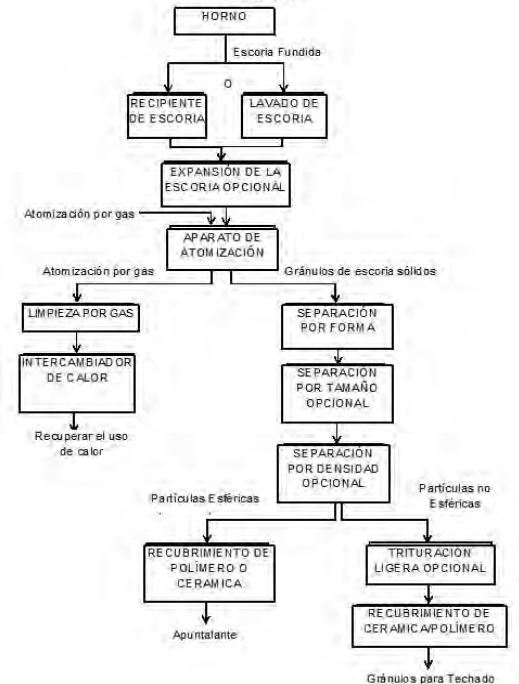 HORNO
Escoria Fundida
O
RECIPIENTE
DE ESCORIA
LAVADO DE
ESCORIA
EXPANSIÓN DE LA
ESCORIA OPCIONAL
Atomización por gas
APARATO DE
ATOMIZACIÓN
Atomización por gas
Gránulos de escoria sólidos
LIMPIEZA POR GAS
SEPARACIÓN
POR FORMA
INTERCAMBIADOR
DE CALOR
SEPARACIÓN
POR TAMAÑO
OPCIONAL
Recuperar el uso
de calor
SEPARACIÓN
POR DENSIDAD
OPCIONAL
Partículas Esféricas
Partículas no
Esféricas
RECUBRIMIENTO DE
POLÍMERO O
CERAMICA
TRITURACIÓN
LIGERA OPCIONAL
Apuntalante
RECUBRIMIENTO DE
CERAMICA/POLÍMERO
Gránulos para Techado